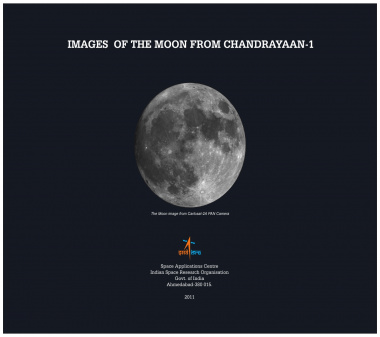 IMAGES OF THE MOON FROM CHANDRAYAAN-1
The Moon image from Cartosat-2A PAN Camera
इसरो isro
Space Applications Centre
Indian Space Research Organisation
Govt. of India
Ahmedabad-380 015
2011